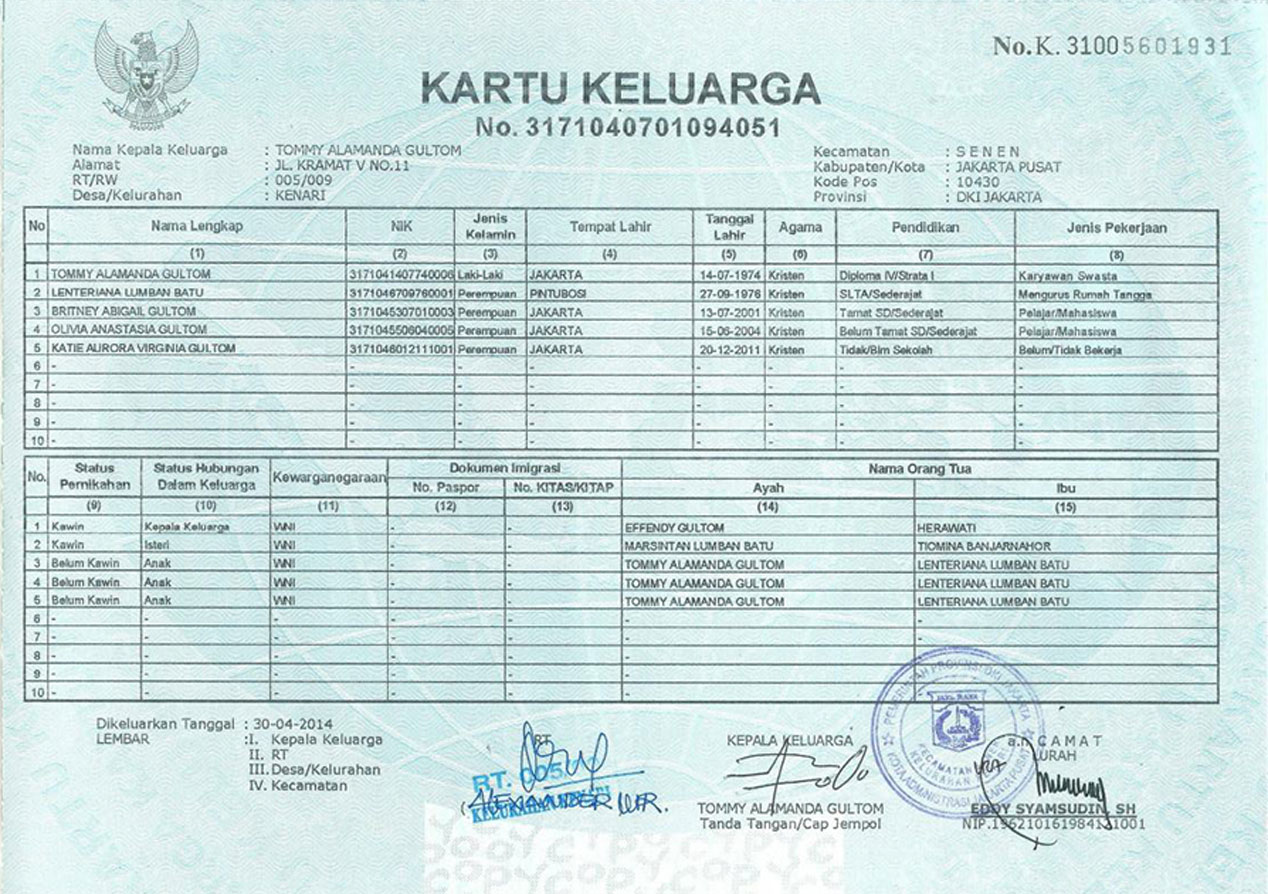 No.K. 31005601931
KARTU KELUARGA
No. 3171040701094051
Nama Kepala Keluarga : TOMMY ALAMANDA GULTOM
Alamat : JL. KRAMAT V NO.11
RT/RW : 005/009
Desa/Kelurahan : KENARI
Kecamatan : SENEN
Kabupaten/Kota : JAKARTA PUSAT
Kode Pos : 10430
Provinsi : DKI JAKARTA
No Nama Lengkap NIK Jenis Kelamin Tempat Lahir Tanggal Lahir Agama Pendidikan Jenis Pekerjaan
(1) (2) (3) (4) (5) (6) (7) (8)
1 TOMMY ALAMANDA GULTOM 3171041407740006 Laki-Laki JAKARTA 14-07-1974 Kristen Diploma IV/Strata I Karyawan Swasta
2 LENTERIANA LUMBAN BATU 3171046709760001 Perempuan PINTUBOSI 27-09-1976 Kristen SLTA/Sederajat Mengurus Rumah Tangga
3 BRITNEY ABIGAIL GULTOM 3171045307010003 Perempuan JAKARTA 13-07-2001 Kristen Tamat SD/Sederajat Pelajar/Mahasiswa
4 OLIVIA ANASTASIA GULTOM 3171045506040005 Perempuan JAKARTA 15-06-2004 Kristen Belum Tamat SD/Sederajat Pelajar/Mahasiswa
5 KATIE AURORA VIRGINIA GULTOM 3171046012111001 Perempuan JAKARTA 20-12-2011 Kristen Tidak/Blm Sekolah Belum/Tidak Bekerja
6 - - - - - - - -
7 - - - - - - - -
8 - - - - - - - -
9 - - - - - - - -
10 - - - - - - - -
No. Status Pernikahan Status Hubungan Dalam Keluarga Kewarganegaraan Dokumen Imigrasi Nama Orang Tua
No. Paspor No. KITAS/KITAP Ayah Ibu
(9) (10) (11) (12) (13) (14) (15)
1 Kawin Kepala Keluarga WNI - - EFFENDY GULTOM HERAWATI
2 Kawin Isteri WNI - - MARSINTAN LUMBAN BATU TIOMINA BANJARNAHOR
3 Belum Kawin Anak WNI - - TOMMY ALAMANDA GULTOM LENTERIANA LUMBAN BATU
4 Belum Kawin Anak WNI - - TOMMY ALAMANDA GULTOM LENTERIANA LUMBAN BATU
5 Belum Kawin Anak WNI - - TOMMY ALAMANDA GULTOM LENTERIANA LUMBAN BATU
6 - - - - - - -
7 - - - - - - -
8 - - - - - - -
9 - - - - - - -
10 - - - - - - -
Dikeluarkan Tanggal : 30-04-2014
LEMBAR :I. Kepala Keluarga
II. RT
III. Desa/Kelurahan
IV. Kecamatan
RT
RT. 005
KEPALA KELUARGA
TOMMY ALAMANDA GULTOM
Tanda Tangan/Cap Jempol
PEMERINTAH PROVINSI DKI JAKARTA
JAYA RAYA
KECAMATAN
KELURAHAN
KOTA ADMINISTRASI JAKARTA PUSAT
a.n CAMAT
LURAH
EDDY SYAMSUDIN, SH
COPY COPY COPY